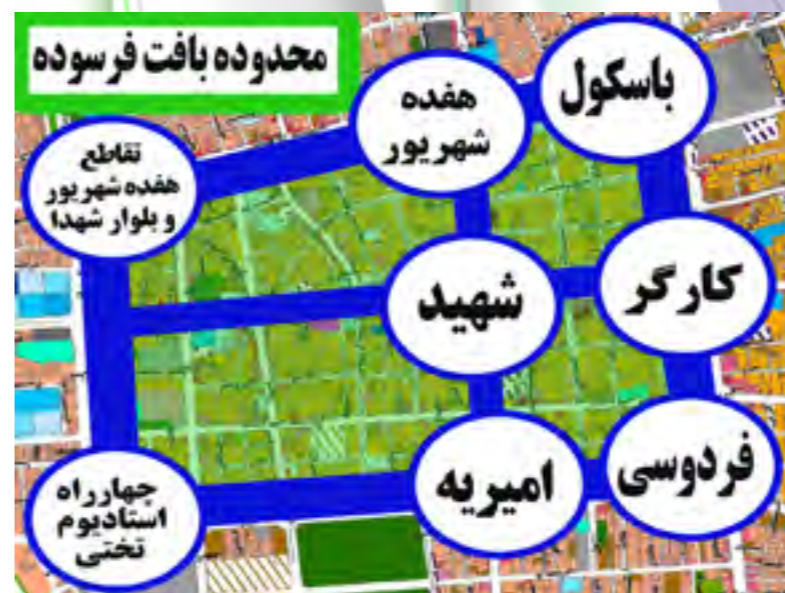 محدوده بافت فرسوده
باسکول
هفده
شهریور
تقاطع
هفده شهریور
و بلوار شهدا
کارگر
شهید
فردوسی
امیریه
چهارراه
استادیوم
تختی